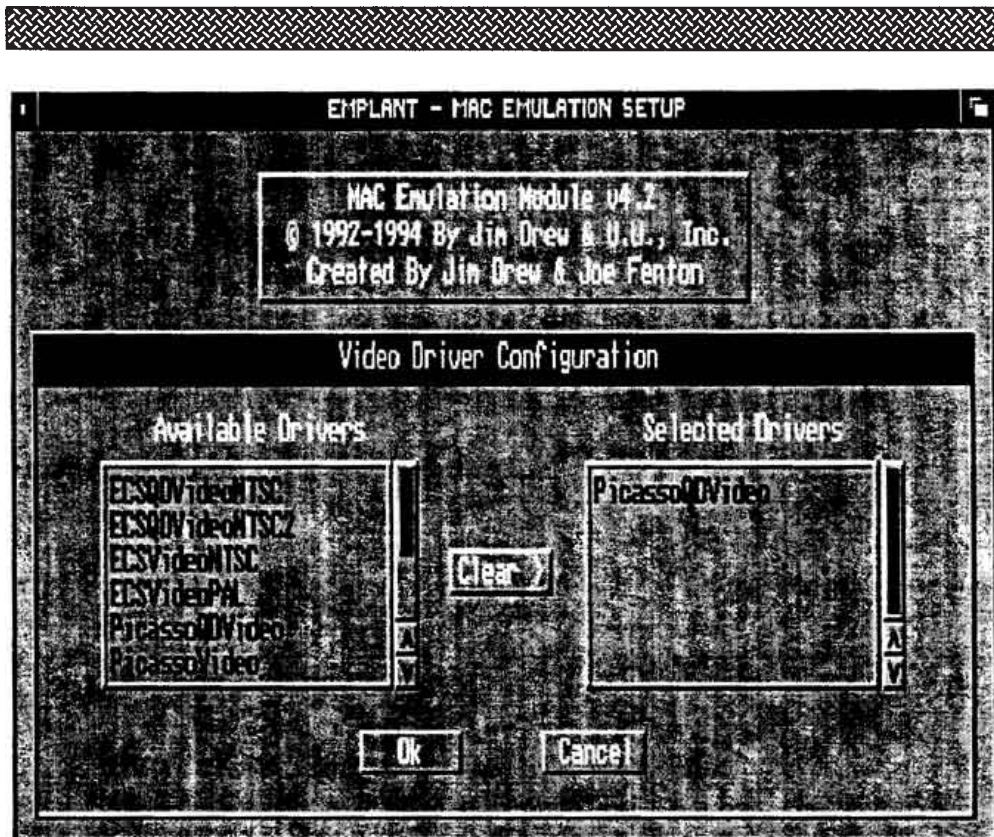 EMPLANT - MAC EMULATION SETUP
MAC Emulation Module v4.2
© 1992-1994 By Jim Drew & U.U., Inc.
Created By Jim Drew & Joe Fenton
Video Driver Configuration
Available Drivers
Selected Drivers
ECSQDVideoNTSC
ECSQDVideoNTSC2
ECSVideoNTSC
ECSVideoPAL
PicassoQDVideo
PicassoVideo
PicassoQDVideo
Clear >
Ok
Cancel